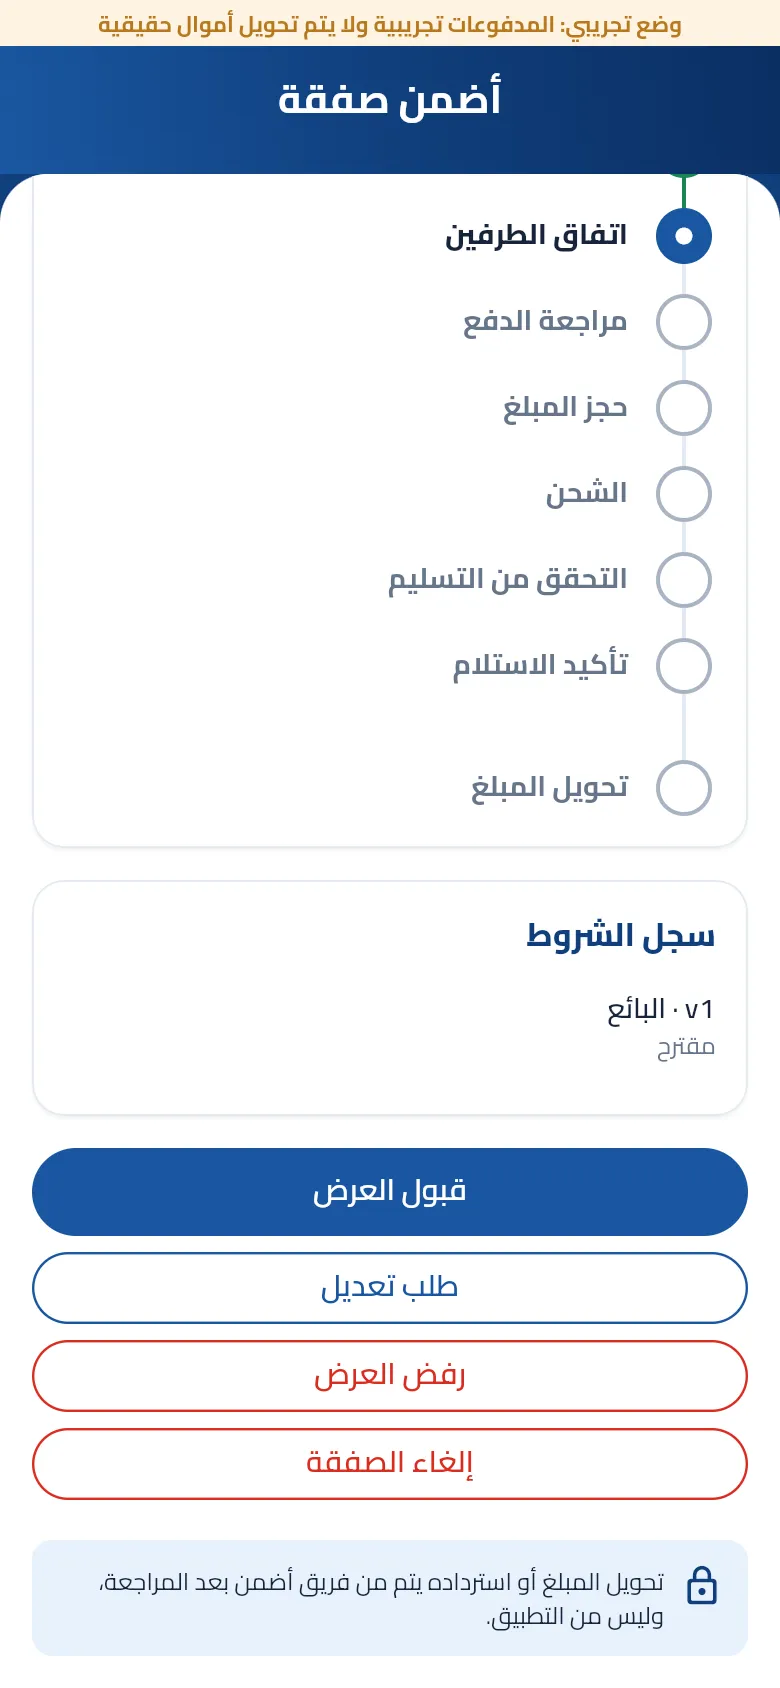 وضع تجريبي: المدفوعات تجريبية ولا يتم تحويل أموال حقيقية
أضمن صفقة
اتفاق الطرفين
مراجعة الدفع
حجز المبلغ
الشحن
التحقق من التسليم
تأكيد الاستلام
تحويل المبلغ
سجل الشروط
v1 · البائع
مقترح
قبول العرض
طلب تعديل
رفض العرض
إلغاء الصفقة
تحويل المبلغ أو استرداده يتم من فريق أضمن بعد المراجعة،
وليس من التطبيق.